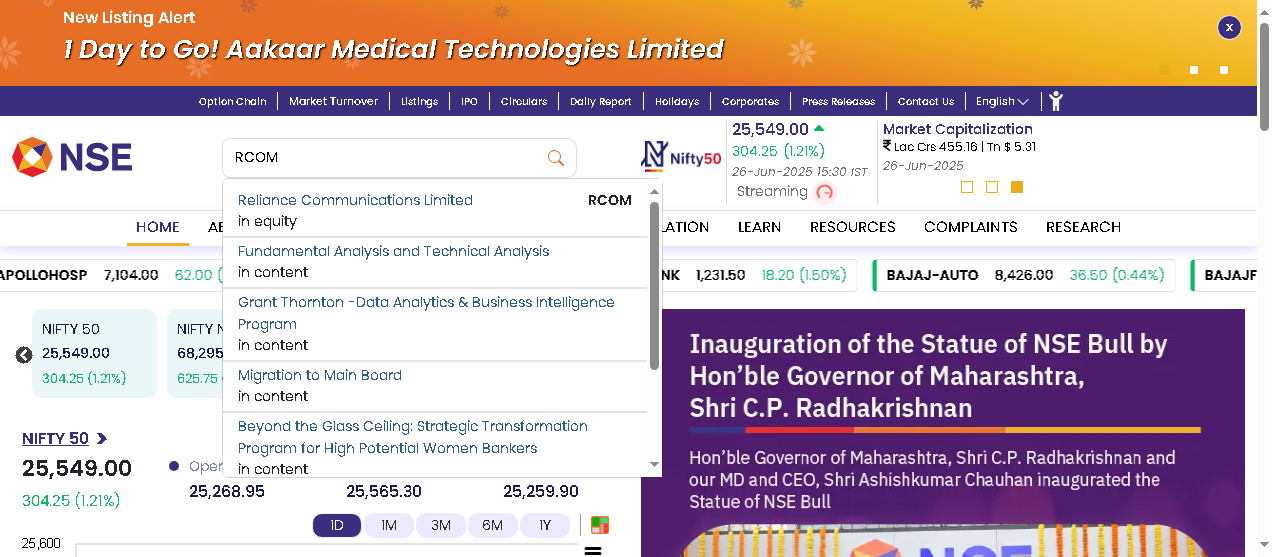 New Listing Alert
1 Day to Go! Aakaar Medical Technologies Limited
x
Option Chain
Market Turnover
Listings
IPO
Circulars
Daily Report
Holidays
Corporates
Press Releases
Contact Us
English
NSE
RCOM
Nifty50
25,549.00
304.25 (1.21%)
26-Jun-2025 15:30 IST
Streaming
Market Capitalization
₹ Lac Crs 455.16 | Tn $ 5.31
26-Jun-2025
Reliance Communications Limited RCOM
in equity
Fundamental Analysis and Technical Analysis
in content
Grant Thornton -Data Analytics & Business Intelligence
Program
in content
Migration to Main Board
in content
Beyond the Glass Ceiling: Strategic Transformation
Program for High Potential Women Bankers
in content
HOME
LEARN
RESOURCES
COMPLAINTS
RESEARCH
APOLLOHOSP 7,104.00 62.00
1,231.50 18.20 (1.50%)
BAJAJ-AUTO 8,426.00 36.50 (0.44%)
BAJAJF
NIFTY 50
25,549.00
304.25 (1.21%)
NIFTY N
68,295
625.75
NIFTY 50
25,549.00
304.25 (1.21%)
Open
25,268.95
25,565.30
25,259.90
1D
1M
3M
6M
1Y
25,600
Inauguration of the Statue of NSE Bull by
Hon'ble Governor of Maharashtra,
Shri C.P. Radhakrishnan
Hon'ble Governor of Maharashtra, Shri C.P. Radhakrishnan and
our MD and CEO, Shri Ashishkumar Chauhan inaugurated the
Statue of NSE Bull
NSE